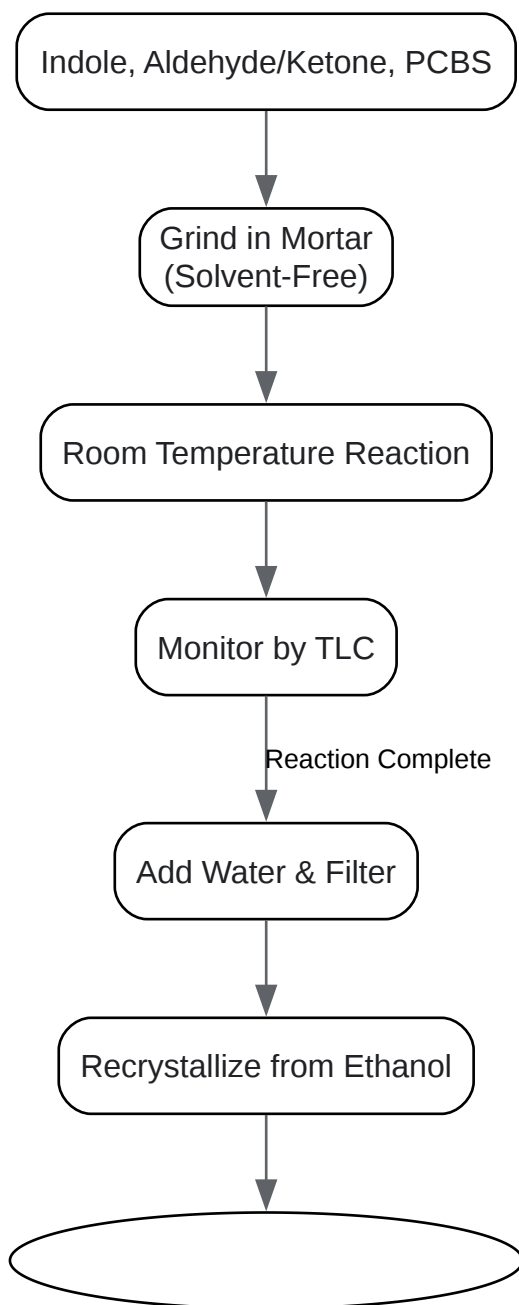 Indole, Aldehyde/Ketone, PCBS
Grind in Mortar
(Solvent-Free)
Room Temperature Reaction
Monitor by TLC
Reaction Complete
Add Water & Filter
Recrystallize from Ethanol